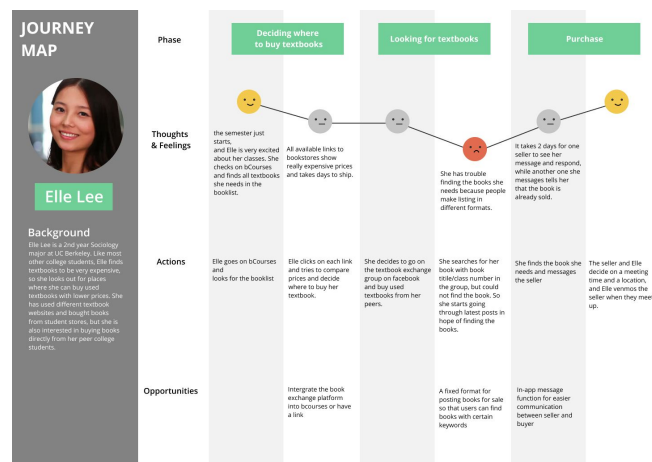 JOURNEY
MAP
Elle Lee
Background
Elle Lee is a 2nd year Sociology
major at UC Berkeley. Like most
other college students, Elle finds
textbooks to be very expensive,
so she looks out for places
where she can buy used
textbooks with lower prices. She
has used different textbook
websites and bought books
from student stores, but she is
also interested in buying books
directly from her peer college
students.
Phase
Deciding where
to buy textbooks
Looking for textbooks
Purchase
Thoughts
& Feelings
the semester just
starts,
and Elle is very excited
about her classes. She
checks on bCourses
and finds all textbooks
she needs in the
booklist.
All available links to
bookstores show
really expensive prices
and takes days to ship.
She has trouble
finding the books she
needs because people
make listing in
different formats.
It takes 2 days for one
seller to see her
message and respond,
while another one she
messages tells her
that the book is
already sold.
Actions
Elle goes on bCourses
and
looks for the booklist
Elle clicks on each link
and tries to compare
prices and decide
where to buy her
textbook.
She decides to go on
the textbook exchange
group on facebook
and buy used
textbooks from her
peers.
She searches for her
book with book
titile/class number in
the group, but could
not find the book. So
she starts going
through latest posts in
hope of finding the
books.
She finds the book she
needs and messages
the seller
The seller and Elle
decide on a meeting
time and a location,
and Elle venmos the
seller when they meet
up.
Opportunities
Intergrate the book
exchange platform
into bcourses or have
a link
A fixed format for
posting books for sale
so that users can find
books with certain
keywords
In-app message
function for easier
communication
between seller and
buyer